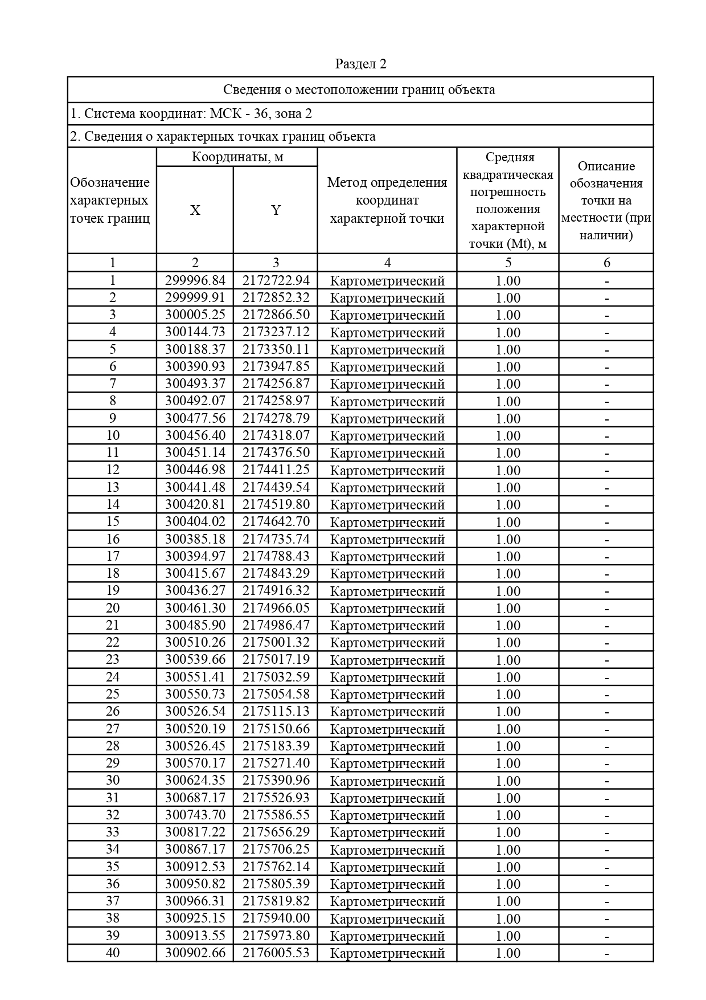 Раздел 2
Сведения о местоположении границ объекта
1. Система координат: МСК - 36, зона 2
2. Сведения о характерных точках границ объекта
Обозначение характерных точек границ
Координаты, м
X
Y
Метод определения координат характерной точки
Средняя квадратическая погрешность положения характерной точки (Mt), м
Описание обозначения точки на местности (при наличии)
1 2 3 4 5 6
1 299996.84 2172722.94 Картометрический 1.00 -
2 299999.91 2172852.32 Картометрический 1.00 -
3 300005.25 2172866.50 Картометрический 1.00 -
4 300144.73 2173237.12 Картометрический 1.00 -
5 300188.37 2173350.11 Картометрический 1.00 -
6 300390.93 2173947.85 Картометрический 1.00 -
7 300493.37 2174256.87 Картометрический 1.00 -
8 300492.07 2174258.97 Картометрический 1.00 -
9 300477.56 2174278.79 Картометрический 1.00 -
10 300456.40 2174318.07 Картометрический 1.00 -
11 300451.14 2174376.50 Картометрический 1.00 -
12 300446.98 2174411.25 Картометрический 1.00 -
13 300441.48 2174439.54 Картометрический 1.00 -
14 300420.81 2174519.80 Картометрический 1.00 -
15 300404.02 2174642.70 Картометрический 1.00 -
16 300385.18 2174735.74 Картометрический 1.00 -
17 300394.97 2174788.43 Картометрический 1.00 -
18 300415.67 2174843.29 Картометрический 1.00 -
19 300436.27 2174916.32 Картометрический 1.00 -
20 300461.30 2174966.05 Картометрический 1.00 -
21 300485.90 2174986.47 Картометрический 1.00 -
22 300510.26 2175001.32 Картометрический 1.00 -
23 300539.66 2175017.19 Картометрический 1.00 -
24 300551.41 2175032.59 Картометрический 1.00 -
25 300550.73 2175054.58 Картометрический 1.00 -
26 300526.54 2175115.13 Картометрический 1.00 -
27 300520.19 2175150.66 Картометрический 1.00 -
28 300526.45 2175183.39 Картометрический 1.00 -
29 300570.17 2175271.40 Картометрический 1.00 -
30 300624.35 2175390.96 Картометрический 1.00 -
31 300687.17 2175526.93 Картометрический 1.00 -
32 300743.70 2175586.55 Картометрический 1.00 -
33 300817.22 2175656.29 Картометрический 1.00 -
34 300867.17 2175706.25 Картометрический 1.00 -
35 300912.53 2175762.14 Картометрический 1.00 -
36 300950.82 2175805.39 Картометрический 1.00 -
37 300966.31 2175819.82 Картометрический 1.00 -
38 300925.15 2175940.00 Картометрический 1.00 -
39 300913.55 2175973.80 Картометрический 1.00 -
40 300902.66 2176005.53 Картометрический 1.00 -